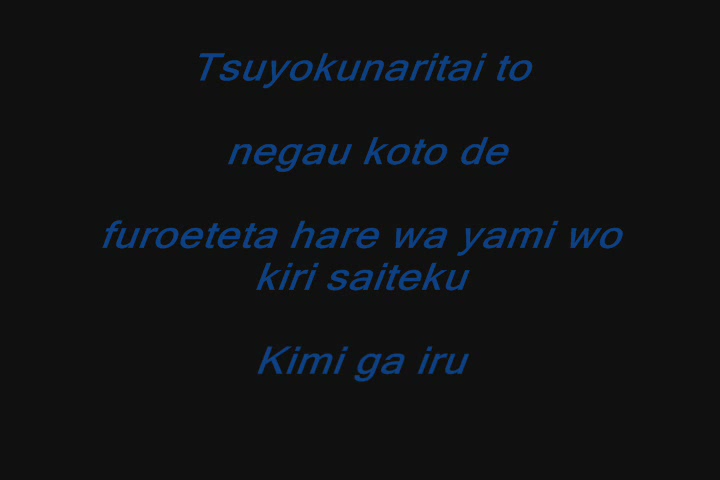 Tsuyokunaritai to
negau koto de
furoeteta hare wa yami wo
kiri saiteku
Kimi ga iru